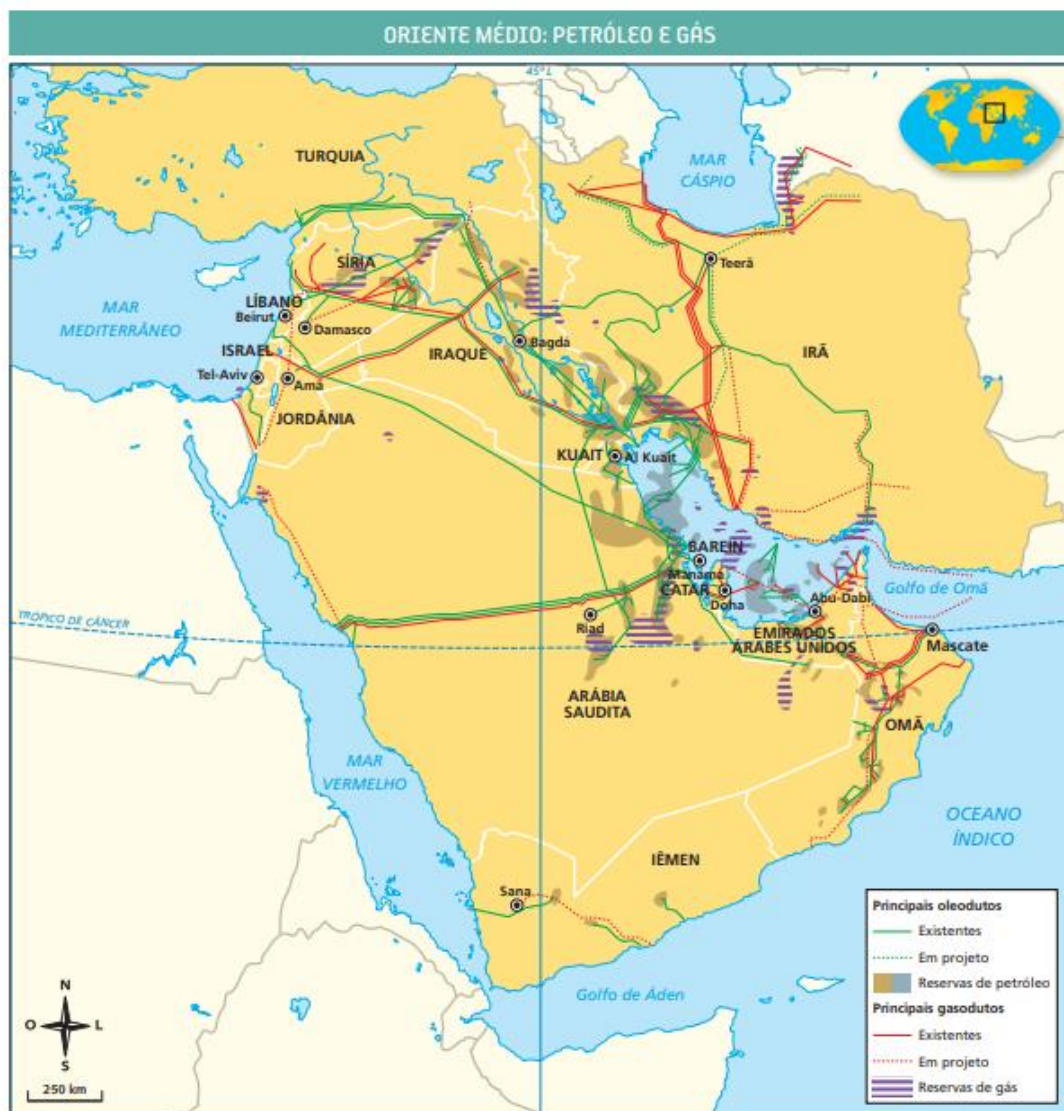 ORIENTE MÉDIO: PETRÓLEO E GÁS
45° L
TURQUIA
MAR
CÁSPIO
Teerã
SÍRIA
LÍBANO
Beirut
Damasco
MAR
MEDITERRÂNEO
ISRAEL
IRAQUE
Bagdá
IRÃ
Tel-Aviv
Amã
JORDÂNIA
KUAIT
Al Kuait
BAREIN
Manama
CATAR
Doha
Abu-Dabi
Golfo de Omã
TRÓPICO DE CÂNCER
Riad
EMIRADOS
ÁRABES UNIDOS
Mascate
ARÁBIA
SAUDITA
OMÃ
MAR
VERMELHO
OCEANO
ÍNDICO
IÊMEN
Sana
Golfo de Áden
N
O
L
S
250 km
Principais oleodutos
Existentes
Em projeto
Reservas de petróleo
Principais gasodutos
Existentes
Em projeto
Reservas de gás